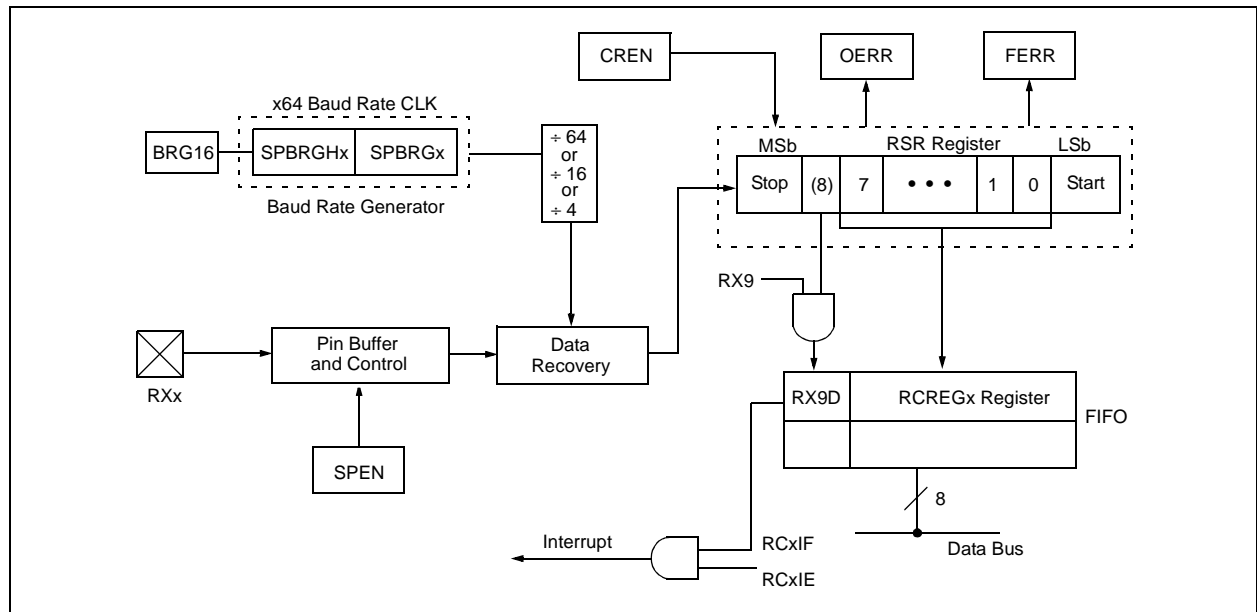 CREN
OERR
FERR
x64 Baud Rate CLK
BRG16
SPBRGHx
SPBRGx
Baud Rate Generator
÷ 64
or
÷ 16
or
÷ 4
MSb
RSR Register
LSb
Stop
(8)
7
• • •
1
0
Start
RX9
RXx
Pin Buffer
and Control
Data
Recovery
SPEN
RX9D
RCREGx Register
FIFO
8
Data Bus
Interrupt
RCxIF
RCxIE